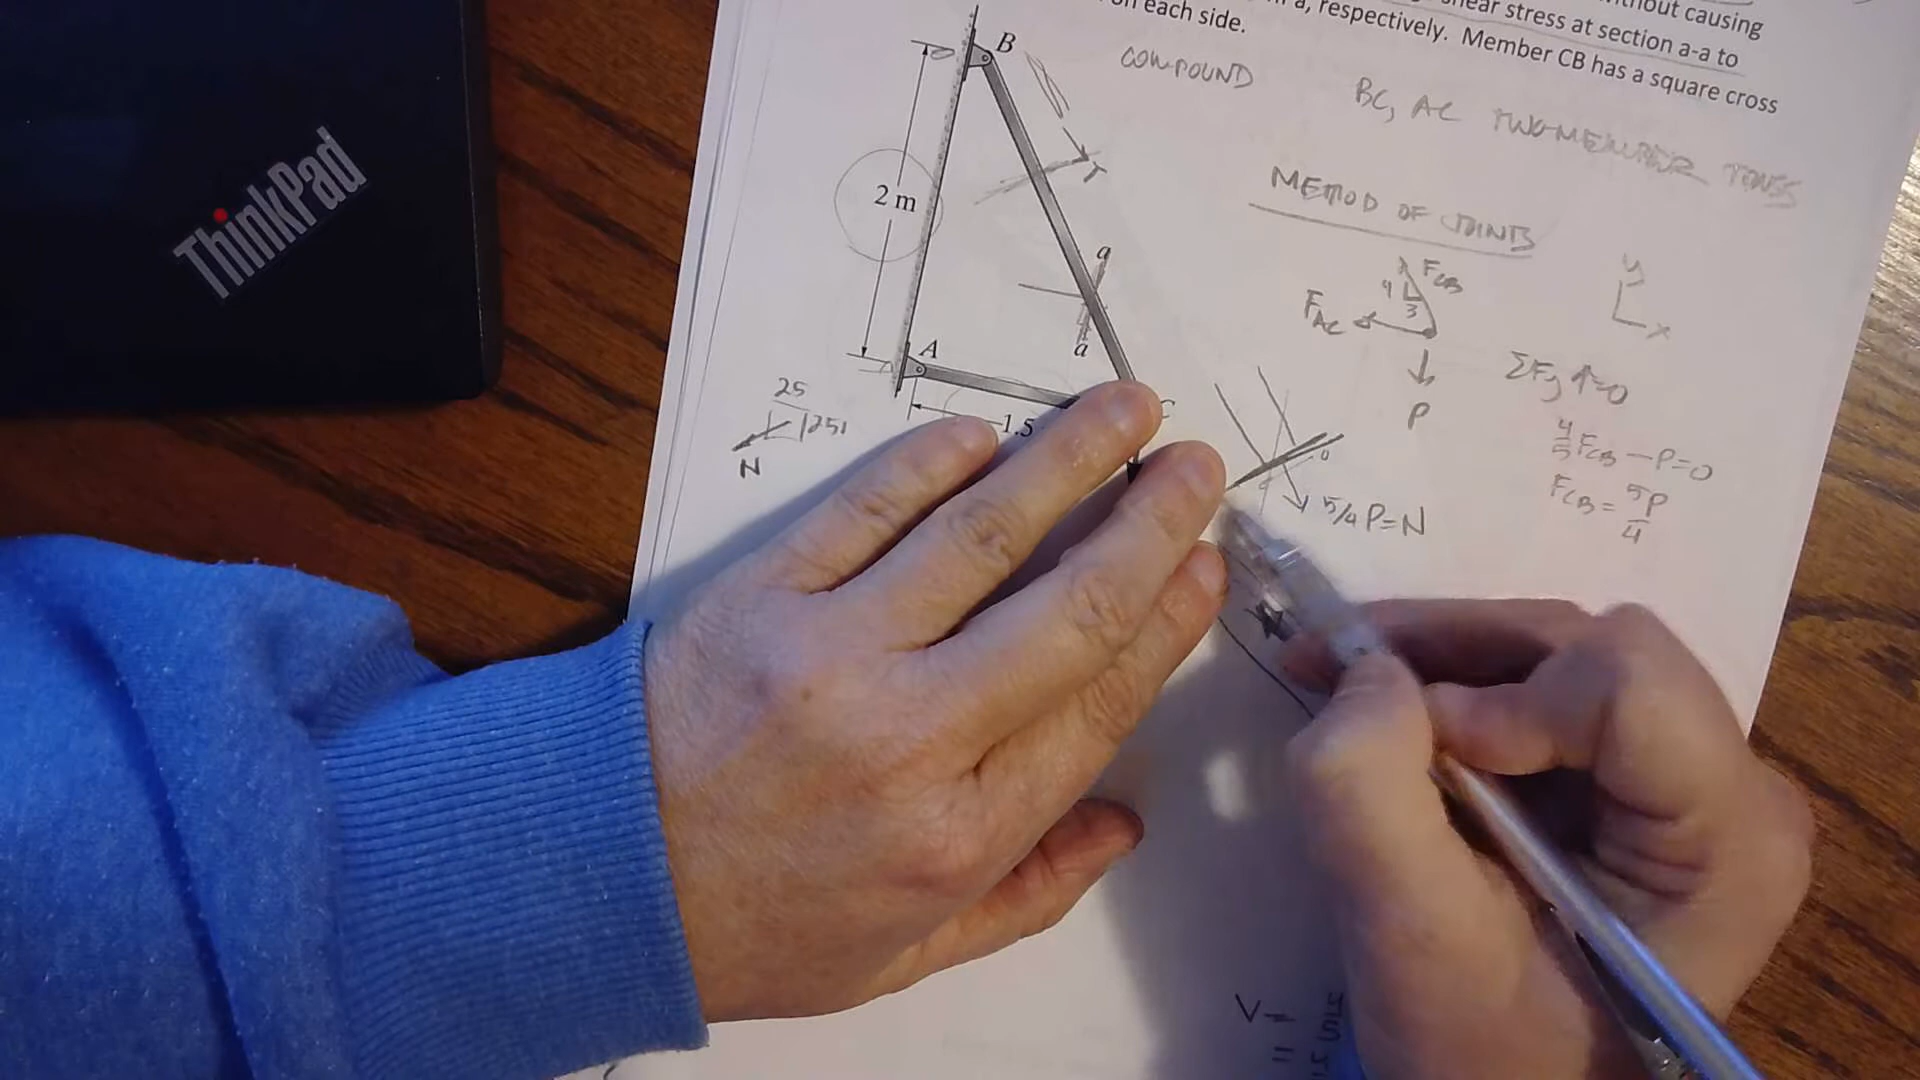 ThinkPad
without causing
shear stress at section a-a to
a, respectively. Member CB has a square cross
on each side.
B
COMPOUND
BC, AC TWO-MEMBER
METHOD OF JOINTS
2 m
T
a
a
A
C
1.5
25
25
N
F_CB
4
3
F_AC
P
y
x
ΣFy ↑=0
4/5 F_CB — P=0
F_CB = 5P/4
5/4 P=N
V
=